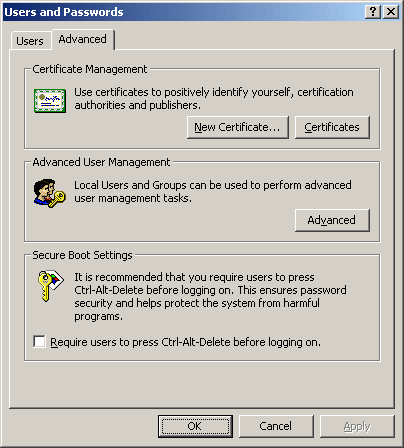 Users and Passwords
Users
Advanced
Certificate Management
Use certificates to positively identify yourself, certification
authorities and publishers.
New Certificate...
Certificates
Advanced User Management
Local Users and Groups can be used to perform advanced
user management tasks.
Advanced
Secure Boot Settings
It is recommended that you require users to press
Ctrl-Alt-Delete before logging on. This ensures password
security and helps protect the system from harmful
programs.
Require users to press Ctrl-Alt-Delete before logging on.
OK
Cancel
Apply